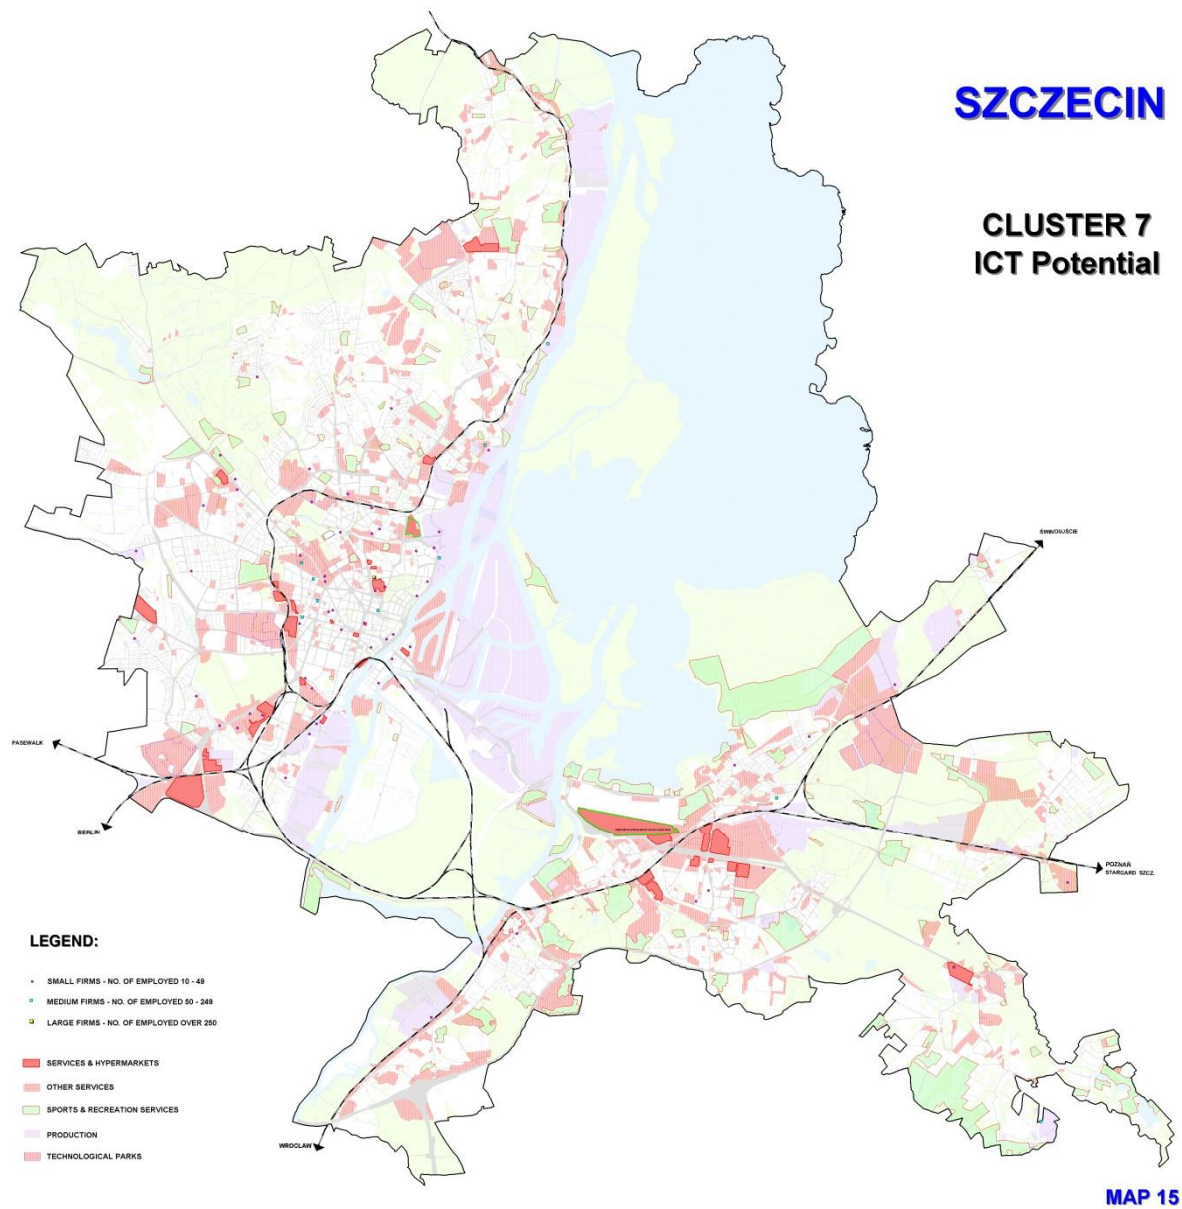 SZCZECIN
CLUSTER 7
ICT Potential
ŚWINOUJŚCIE
PASEWALK
BERLIN
POZNAŃ
STARGARD SZCZ.
WROCŁAW
LEGEND:
SMALL FIRMS - NO. OF EMPLOYED 10 - 49
MEDIUM FIRMS - NO. OF EMPLOYED 50 - 249
LARGE FIRMS - NO. OF EMPLOYED OVER 250
SERVICES & HYPERMARKETS
OTHER SERVICES
SPORTS & RECREATION SERVICES
PRODUCTION
TECHNOLOGICAL PARKS
MAP 15